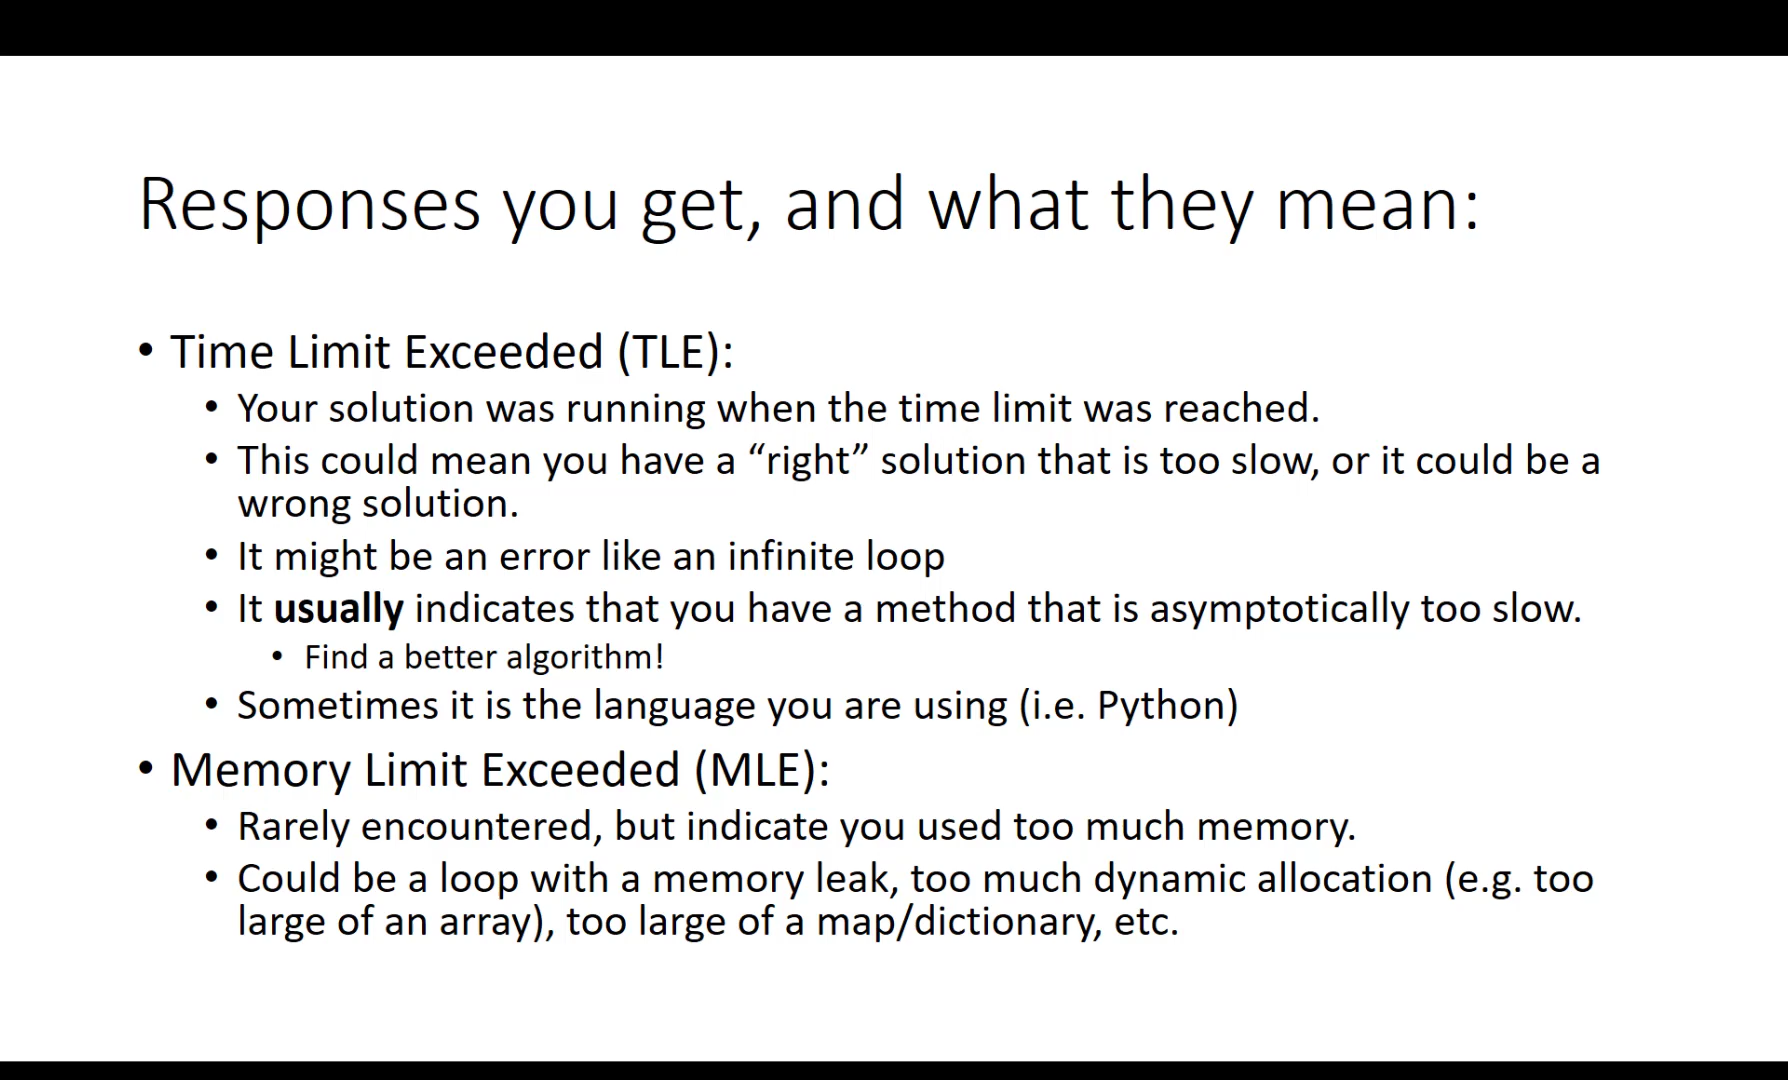 Responses you get, and what they mean:
• Time Limit Exceeded (TLE):
• Your solution was running when the time limit was reached.
• This could mean you have a “right” solution that is too slow, or it could be a
wrong solution.
• It might be an error like an infinite loop
• It usually indicates that you have a method that is asymptotically too slow.
• Find a better algorithm!
• Sometimes it is the language you are using (i.e. Python)
• Memory Limit Exceeded (MLE):
• Rarely encountered, but indicate you used too much memory.
• Could be a loop with a memory leak, too much dynamic allocation (e.g. too
large of an array), too large of a map/dictionary, etc.